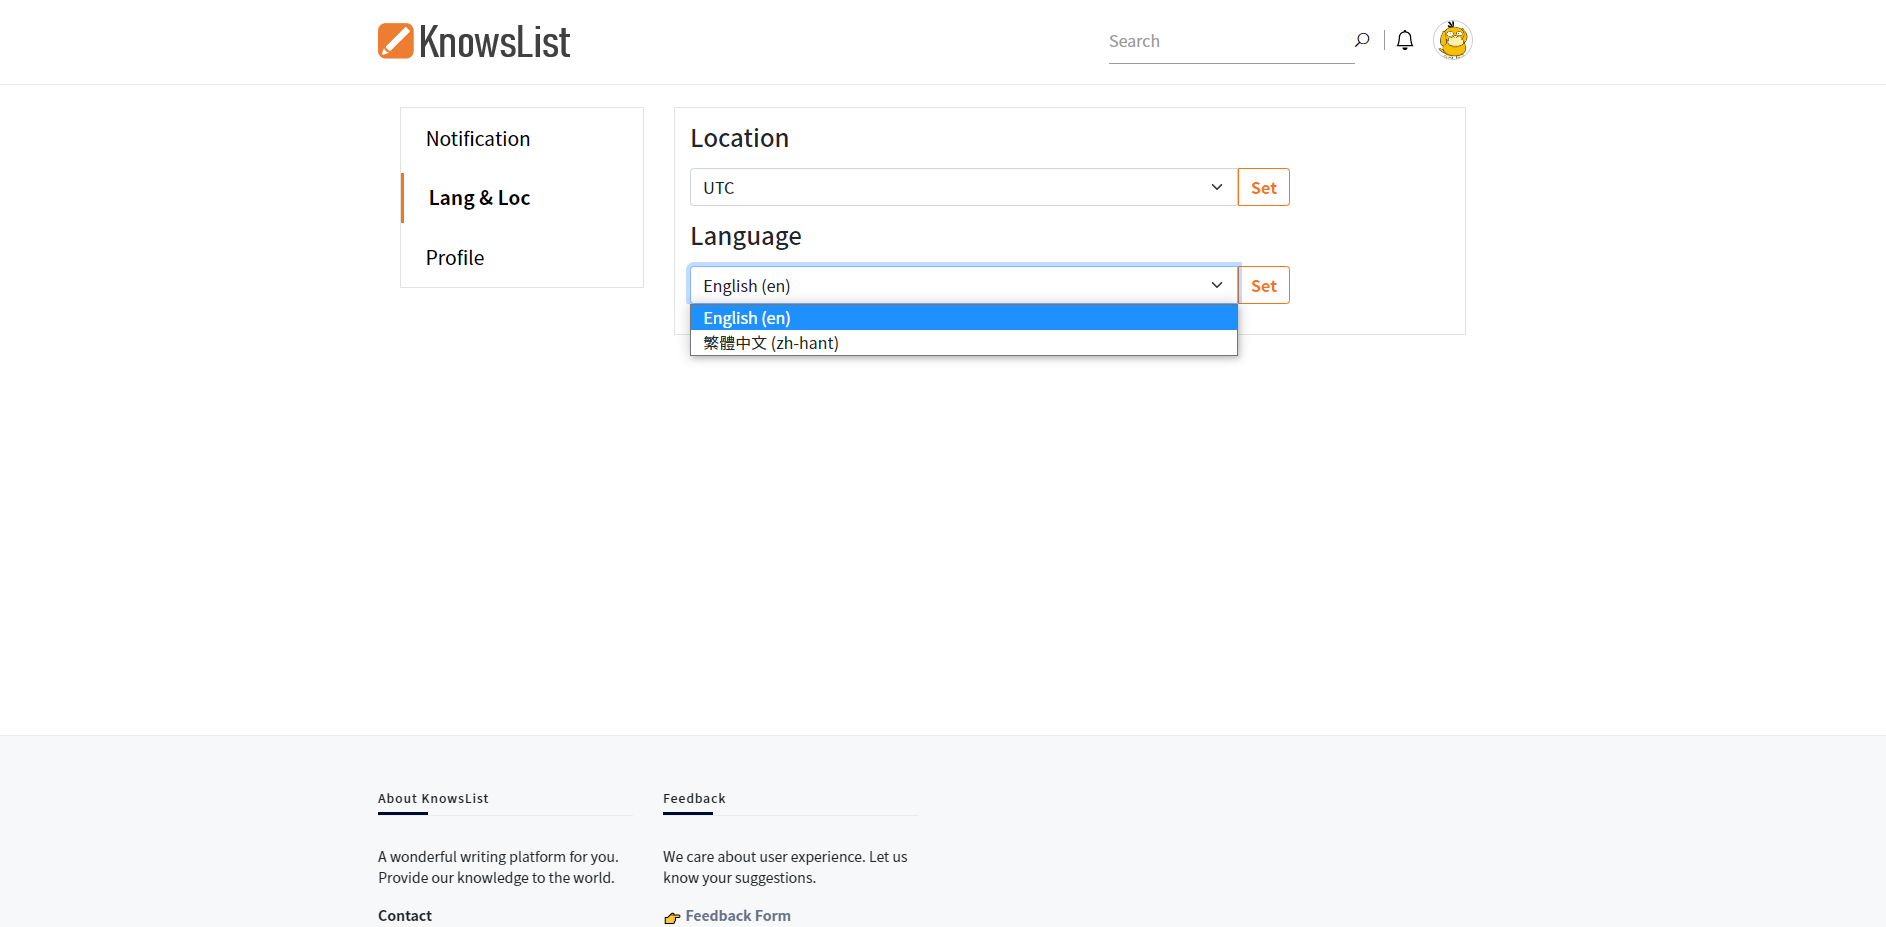 KnowsList
Search
Notification
Lang & Loc
Profile
Location
UTC
Set
Language
English (en)
Set
English (en)
繁體中文 (zh-hant)
About KnowsList
A wonderful writing platform for you.
Provide our knowledge to the world.
Contact
Feedback
We care about user experience. Let us
know your suggestions.
Feedback Form